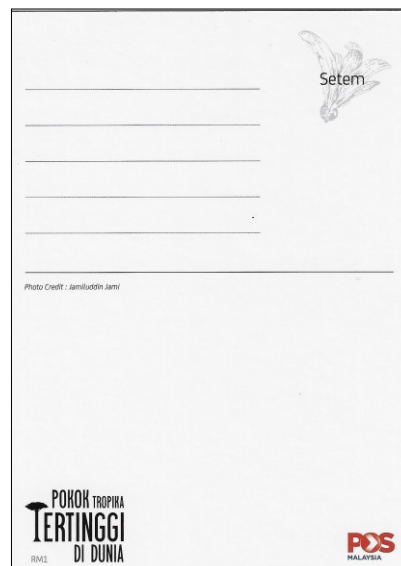 Setem
Photo Credit : Jamiluddin Jami
POKOK TROPIKA
TERTINGGI
DI DUNIA
RM1
POS
MALAYSIA